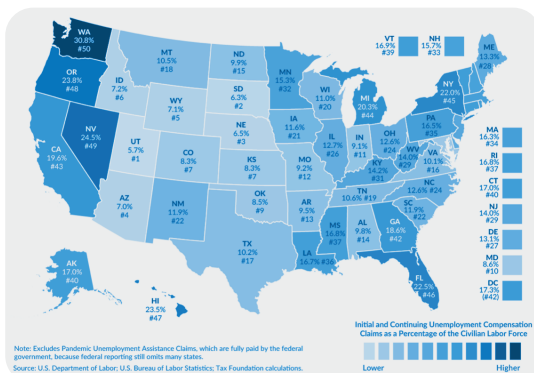 WA
30.8%
#50
OR
23.8%
#48
CA
19.6%
#43
NV
24.5%
#49
ID
7.2%
#6
MT
10.5%
#18
WY
7.1%
#5
UT
5.7%
#1
AZ
7.0%
#4
CO
8.3%
#7
NM
11.9%
#22
ND
9.9%
#15
SD
6.3%
#2
NE
6.5%
#3
KS
8.3%
#7
OK
8.5%
#9
TX
10.2%
#17
MN
15.3%
#32
IA
11.6%
#21
MO
9.2%
#12
AR
9.5%
#13
LA
16.7% #36
WI
11.0%
#20
IL
12.7%
#26
MI
20.3%
#44
IN
9.1%
#11
OH
12.6%
#24
KY
14.2%
#31
TN
10.6% #19
MS
16.8%
#37
AL
9.8%
#14
GA
18.6%
#42
FL
22.5%
#46
SC
11.9%
#22
NC
12.6% #24
VA
10.1%
#16
WV
14.0%
#29
PA
16.5%
#35
NY
22.0%
#45
ME
13.3%
#28
VT
16.9%
#39
NH
15.7%
#33
MA
16.3%
#34
RI
16.8%
#37
CT
17.0%
#40
NJ
14.0%
#29
DE
13.1%
#27
MD
8.6%
#10
DC
17.3%
(#42)
AK
17.0%
#40
HI
23.5%
#47
Note: Excludes Pandemic Unemployment Assistance Claims, which are fully paid by the federal
government, because federal reporting still omits many states.
Source: U.S. Department of Labor; U.S. Bureau of Labor Statistics; Tax Foundation calculations.
Initial and Continuing Unemployment Compensation
Claims as a Percentage of the Civilian Labor Force
Lower
Higher